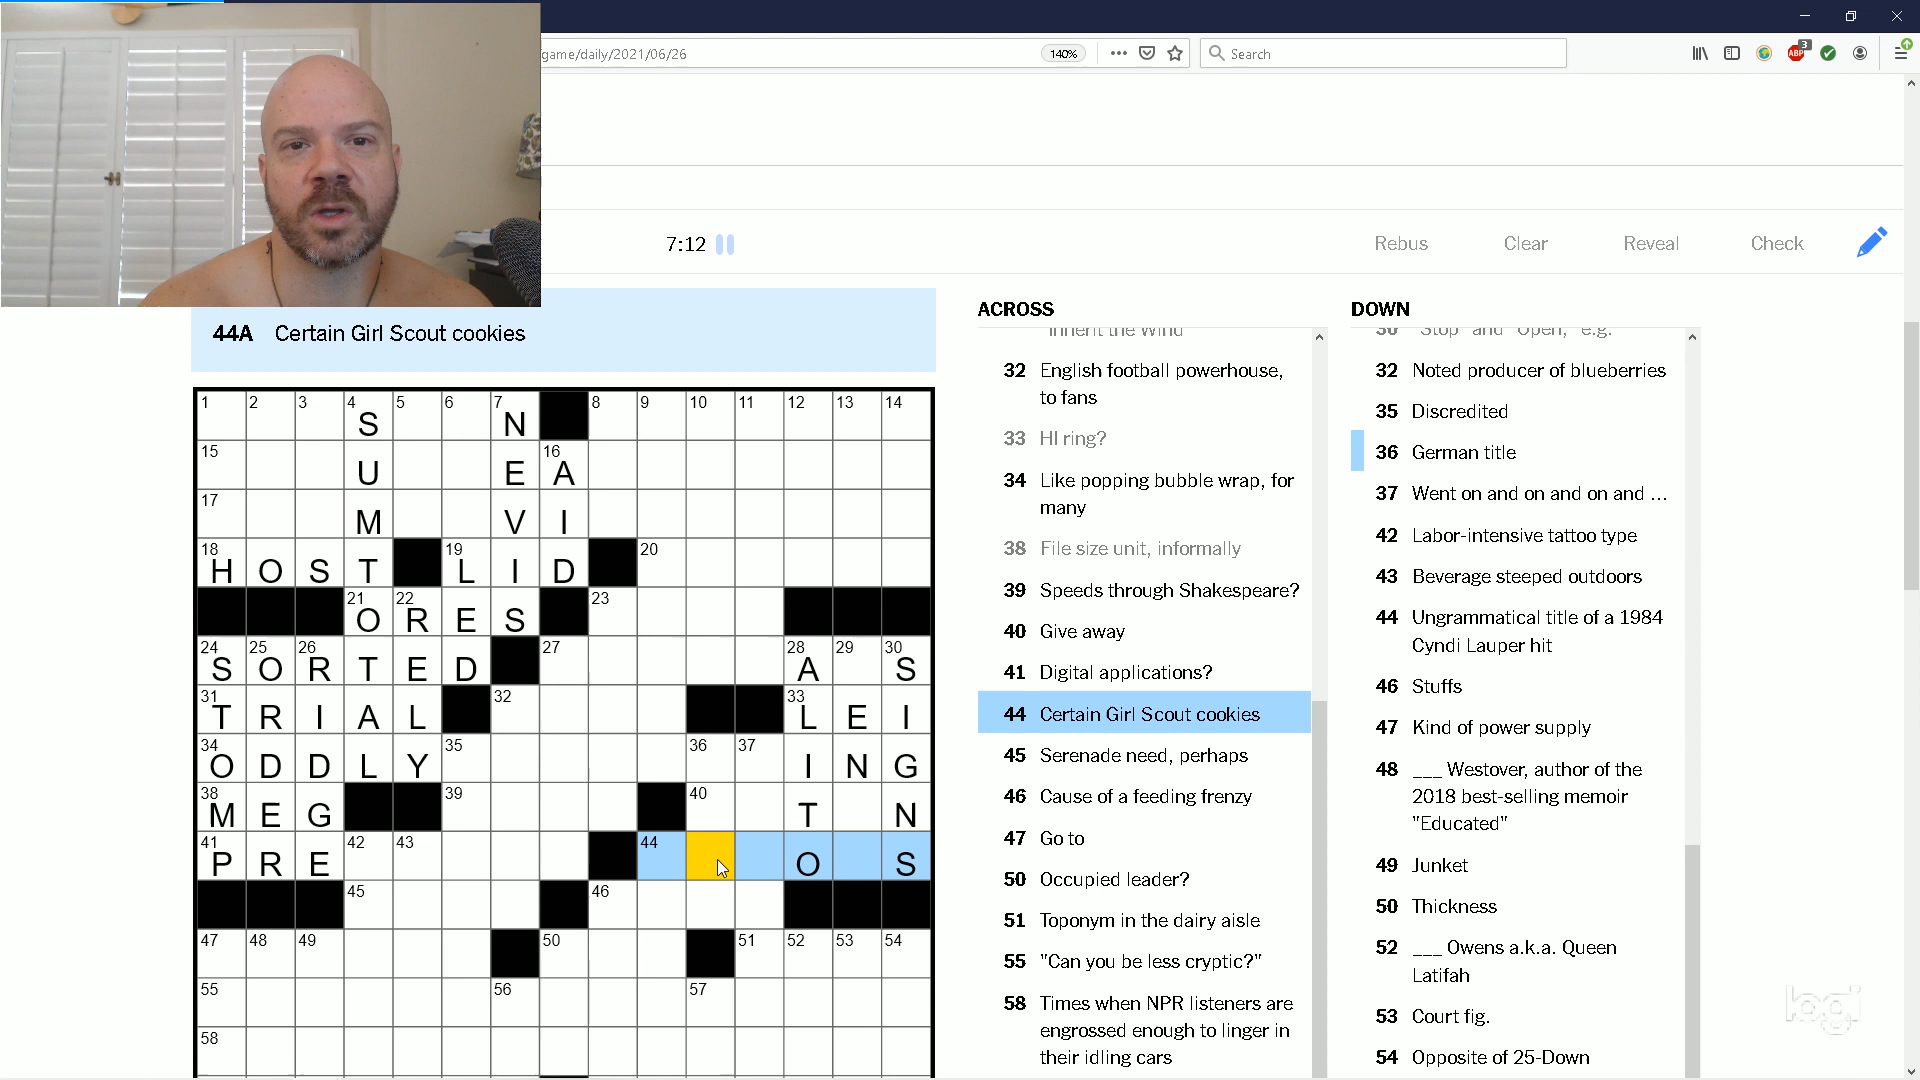 game/daily/2021/06/26
140%
Search
ABP
3
7:12
Rebus
Clear
Reveal
Check
44A Certain Girl Scout cookies
ACROSS
"Inherit the Wind"
32 English football powerhouse,
to fans
33 HI ring?
34 Like popping bubble wrap, for
many
38 File size unit, informally
39 Speeds through Shakespeare?
40 Give away
41 Digital applications?
44 Certain Girl Scout cookies
45 Serenade need, perhaps
46 Cause of a feeding frenzy
47 Go to
50 Occupied leader?
51 Toponym in the dairy aisle
55 "Can you be less cryptic?"
58 Times when NPR listeners are
engrossed enough to linger in
their idling cars
DOWN
30 "Stop" and "Open," e.g.
32 Noted producer of blueberries
35 Discredited
36 German title
37 Went on and on and on and ...
42 Labor-intensive tattoo type
43 Beverage steeped outdoors
44 Ungrammatical title of a 1984
Cyndi Lauper hit
46 Stuffs
47 Kind of power supply
48 ___ Westover, author of the
2018 best-selling memoir
"Educated"
49 Junket
50 Thickness
52 ___ Owens a.k.a. Queen
Latifah
53 Court fig.
54 Opposite of 25-Down
1 2 3 4 5 6 7 8 9 10 11 12 13 14
S N
15 16
U E A
17
M V I
18 19 20
H O S T L I D
21 22 23
O R E S
24 25 26 27 28 29 30
S O R T E D A S
31 32 33
T R I A L L E I
34 35 36 37
O D D L Y I N G
38 39 40
M E G T N
41 42 43 44
P R E O S
45 46
47 48 49 50 51 52 53 54
55 56 57
58
logi